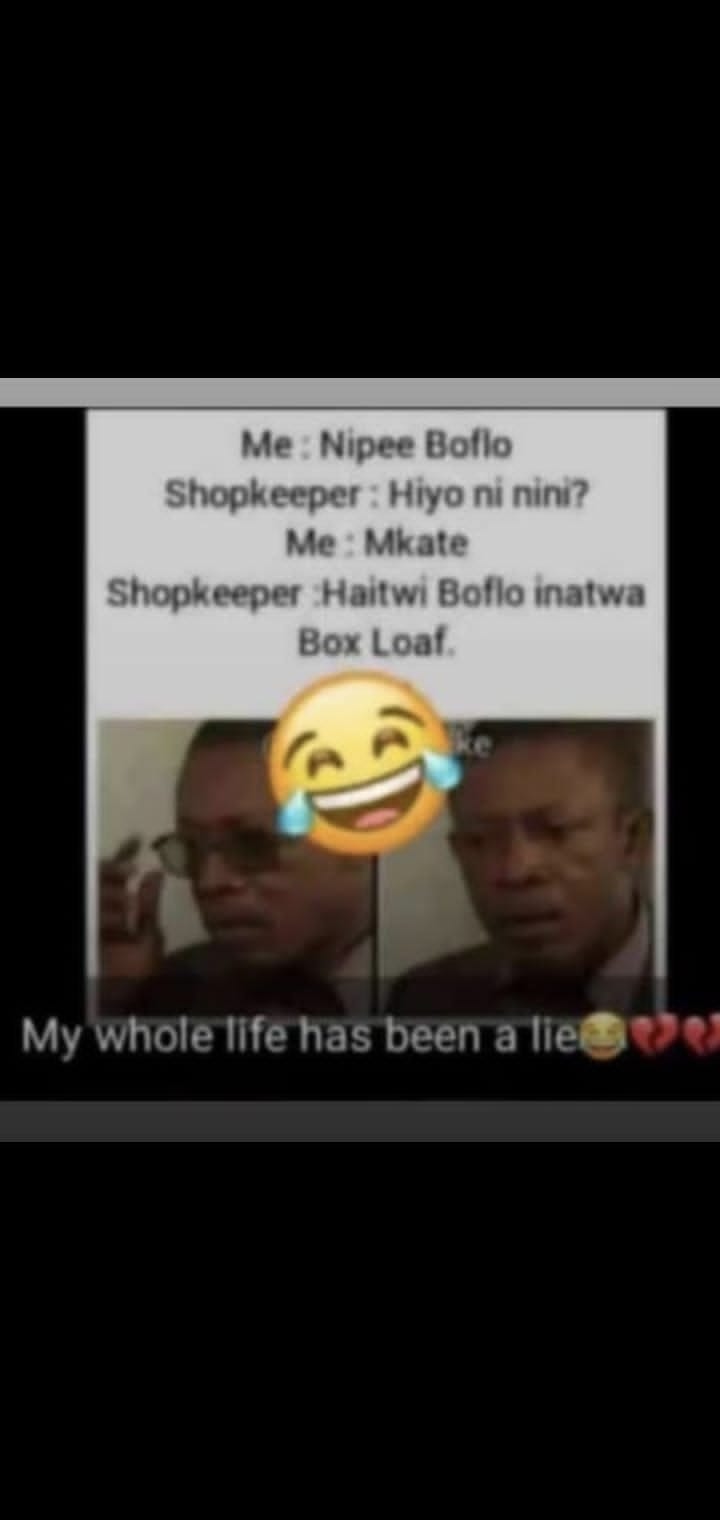 Me : Nipee Boflo
Shopkeeper : Hiyo ni nini?
Me : Mkate
Shopkeeper :Haitwi Boflo inatwa
Box Loaf.
ke
My whole life has been a lie😂💔💔